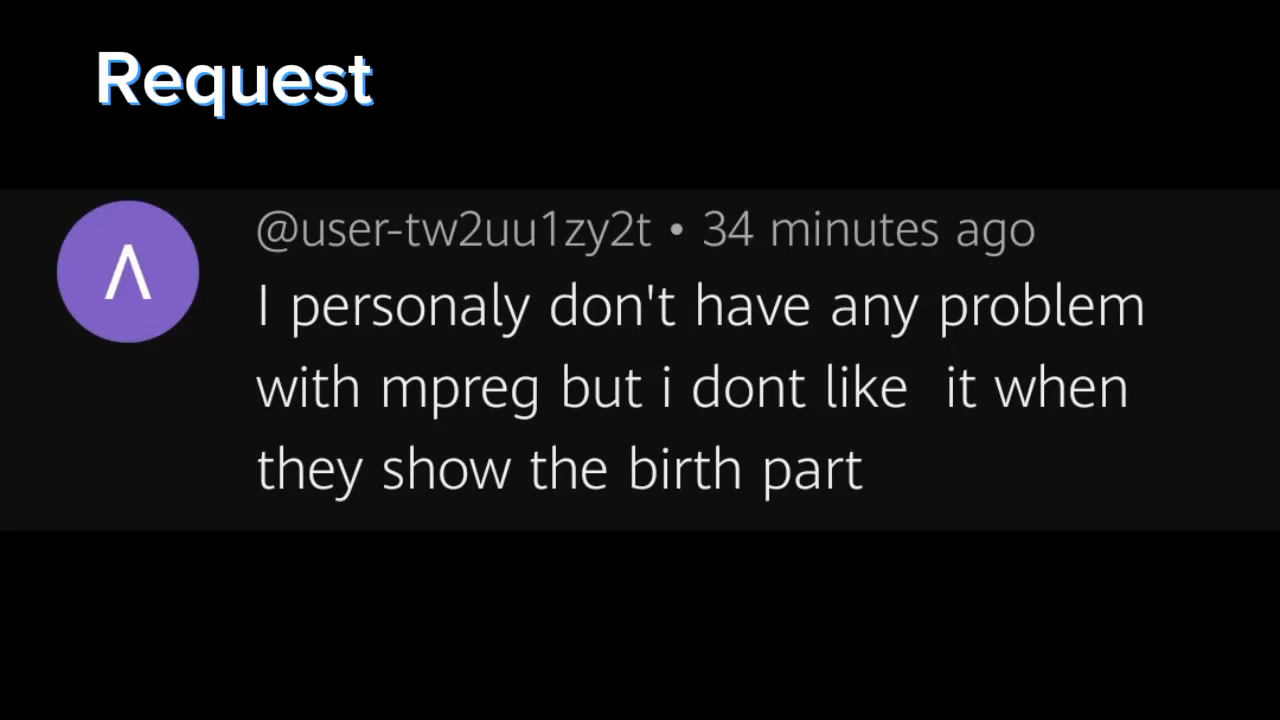 Request
Λ
@user-tw2uu1zy2t • 34 minutes ago
I personaly don't have any problem
with mpreg but i dont like  it when
they show the birth part